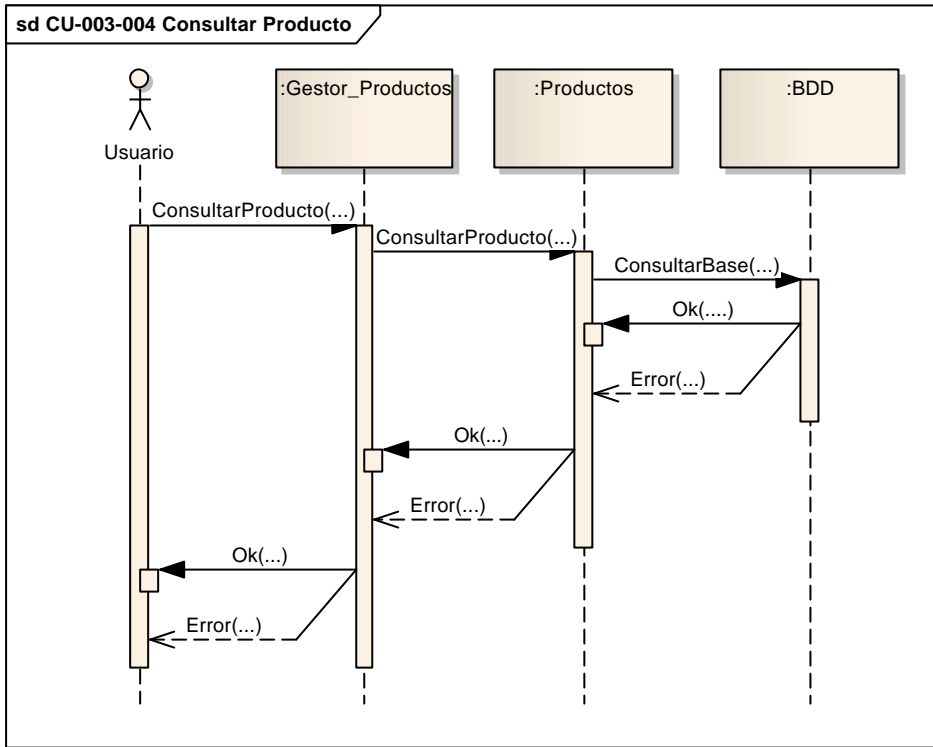 sd CU-003-004 Consultar Producto
:Gestor_Productos
:Productos
:BDD
Usuario
ConsultarProducto(...)
ConsultarProducto(...)
ConsultarBase(...)
Ok(....)
Error(...)
Ok(...)
Error(...)
Ok(...)
Error(...)